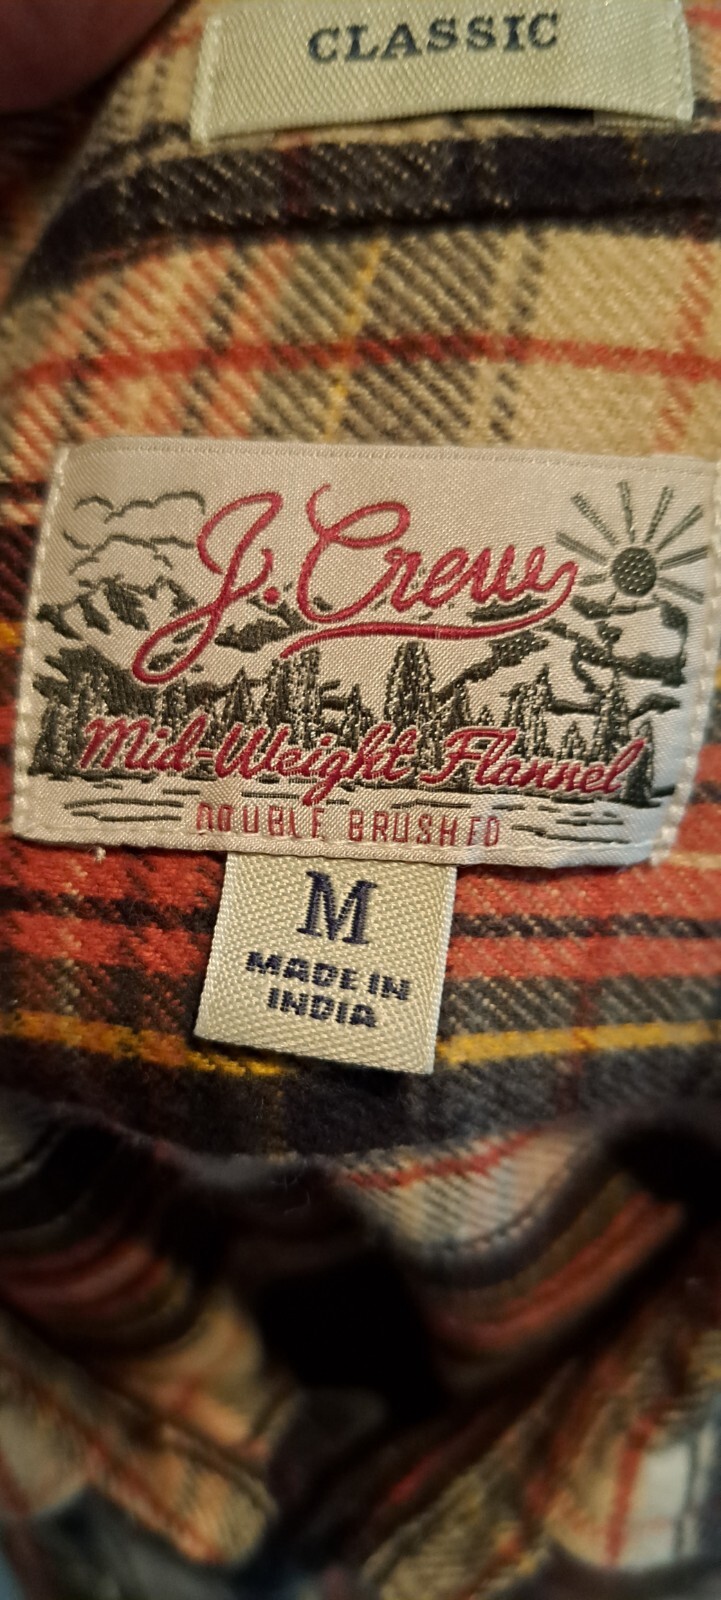 CLASSIC
J. Crew
Mid-Weight Flannel
DOUBLE BRUSHED
M
MADE IN
INDIA